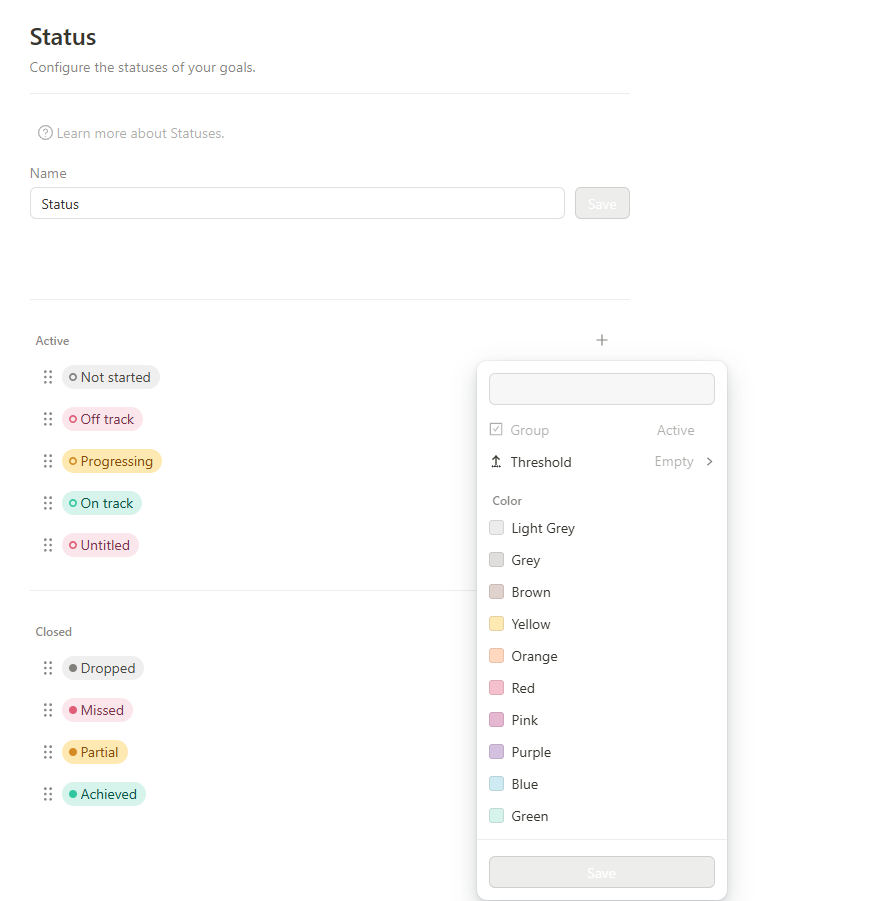 Status
Configure the statuses of your goals.
Learn more about Statuses.
Name
Status
Save
Active
Not started
Off track
Progressing
On track
Untitled
Closed
Dropped
Missed
Partial
Achieved
Group Active
Threshold Empty
Color
Light Grey
Grey
Brown
Yellow
Orange
Red
Pink
Purple
Blue
Green
Save